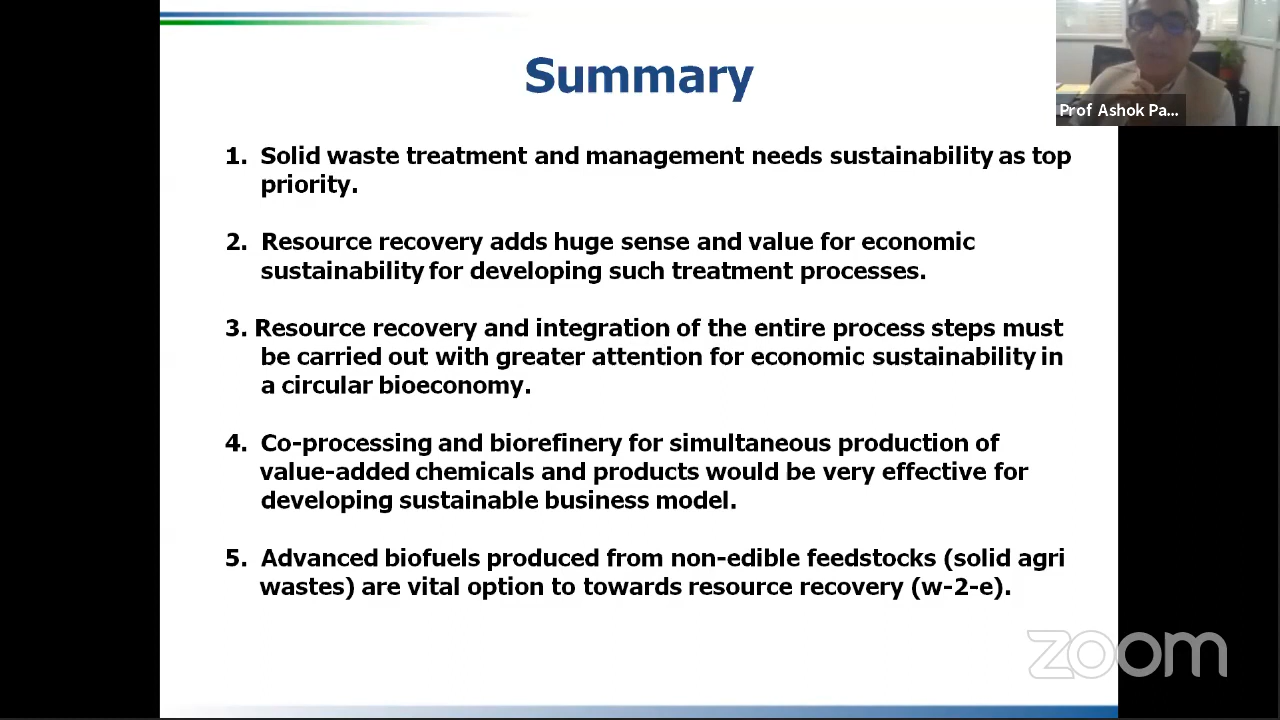 Summary
Prof Ashok Pa...
1. Solid waste treatment and management needs sustainability as top
priority.
2. Resource recovery adds huge sense and value for economic
sustainability for developing such treatment processes.
3. Resource recovery and integration of the entire process steps must
be carried out with greater attention for economic sustainability in
a circular bioeconomy.
4. Co-processing and biorefinery for simultaneous production of
value-added chemicals and products would be very effective for
developing sustainable business model.
5. Advanced biofuels produced from non-edible feedstocks (solid agri
wastes) are vital option to towards resource recovery (w-2-e).
zoom